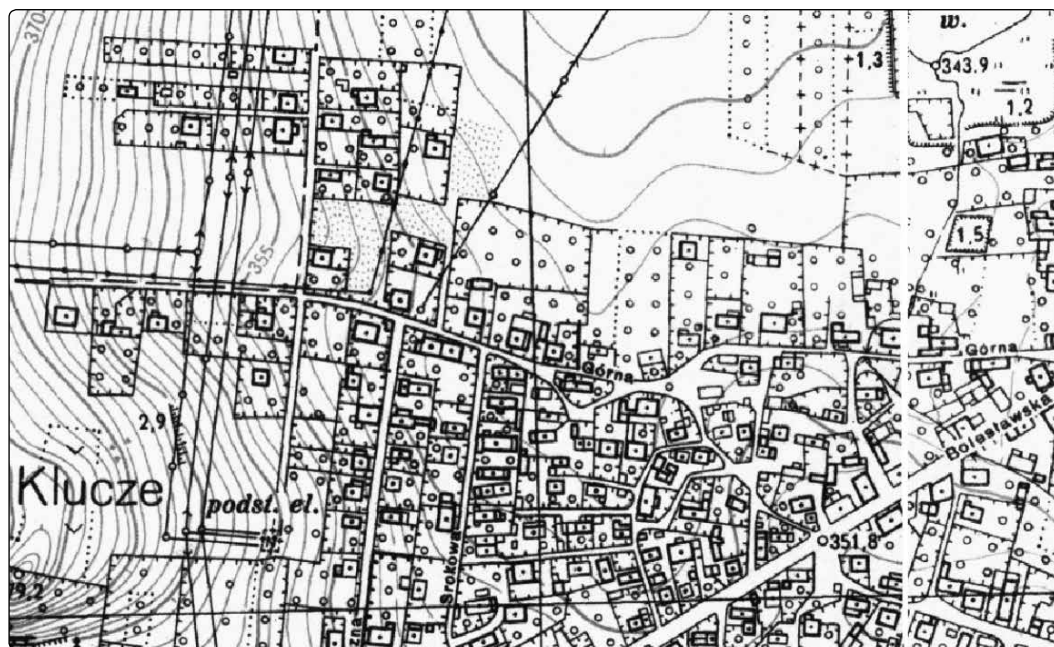 w.
370
1,3
343.9
1,2
1,5
355
Górna
Górna
Bolesławska
2,9
Klucze
podst. el.
351.8
Srokowa
zna